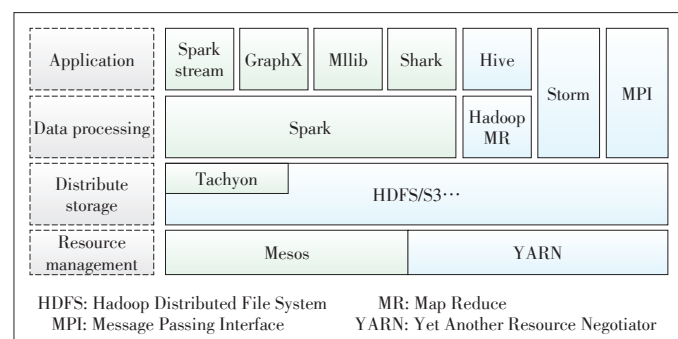 Application
Spark
stream
GraphX
Mllib
Shark
Hive
Storm
MPI
Data processing
Spark
Hadoop
MR
Distribute
storage
Tachyon
HDFS/S3···
Resource
management
Mesos
YARN
HDFS: Hadoop Distributed File System MR: Map Reduce
MPI: Message Passing Interface YARN: Yet Another Resource Negotiator